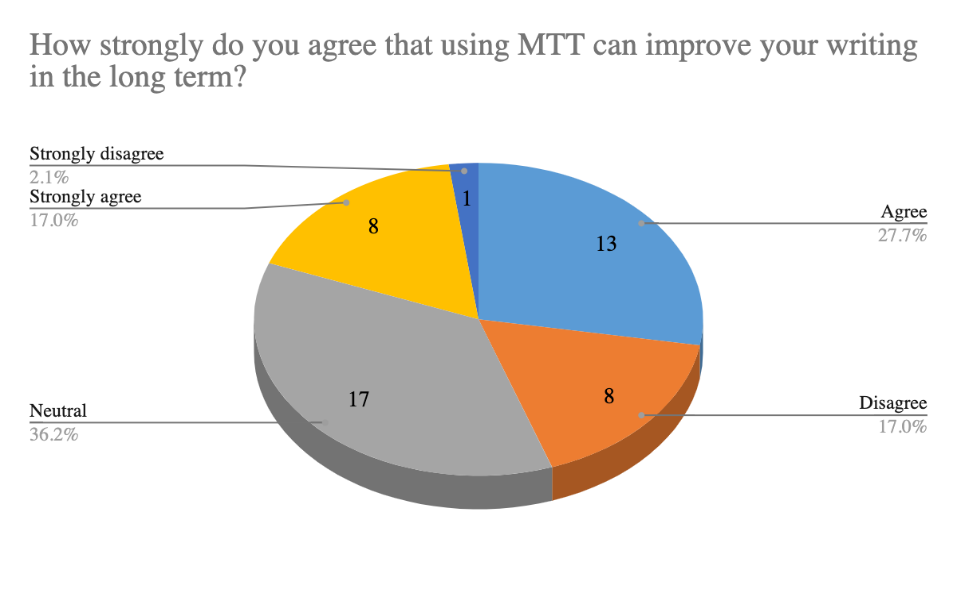 How strongly do you agree that using MTT can improve your writing
in the long term?
Strongly disagree
2.1%
Strongly agree
17.0%
1
8
13
Agree
27.7%
17
8
Neutral
36.2%
Disagree
17.0%